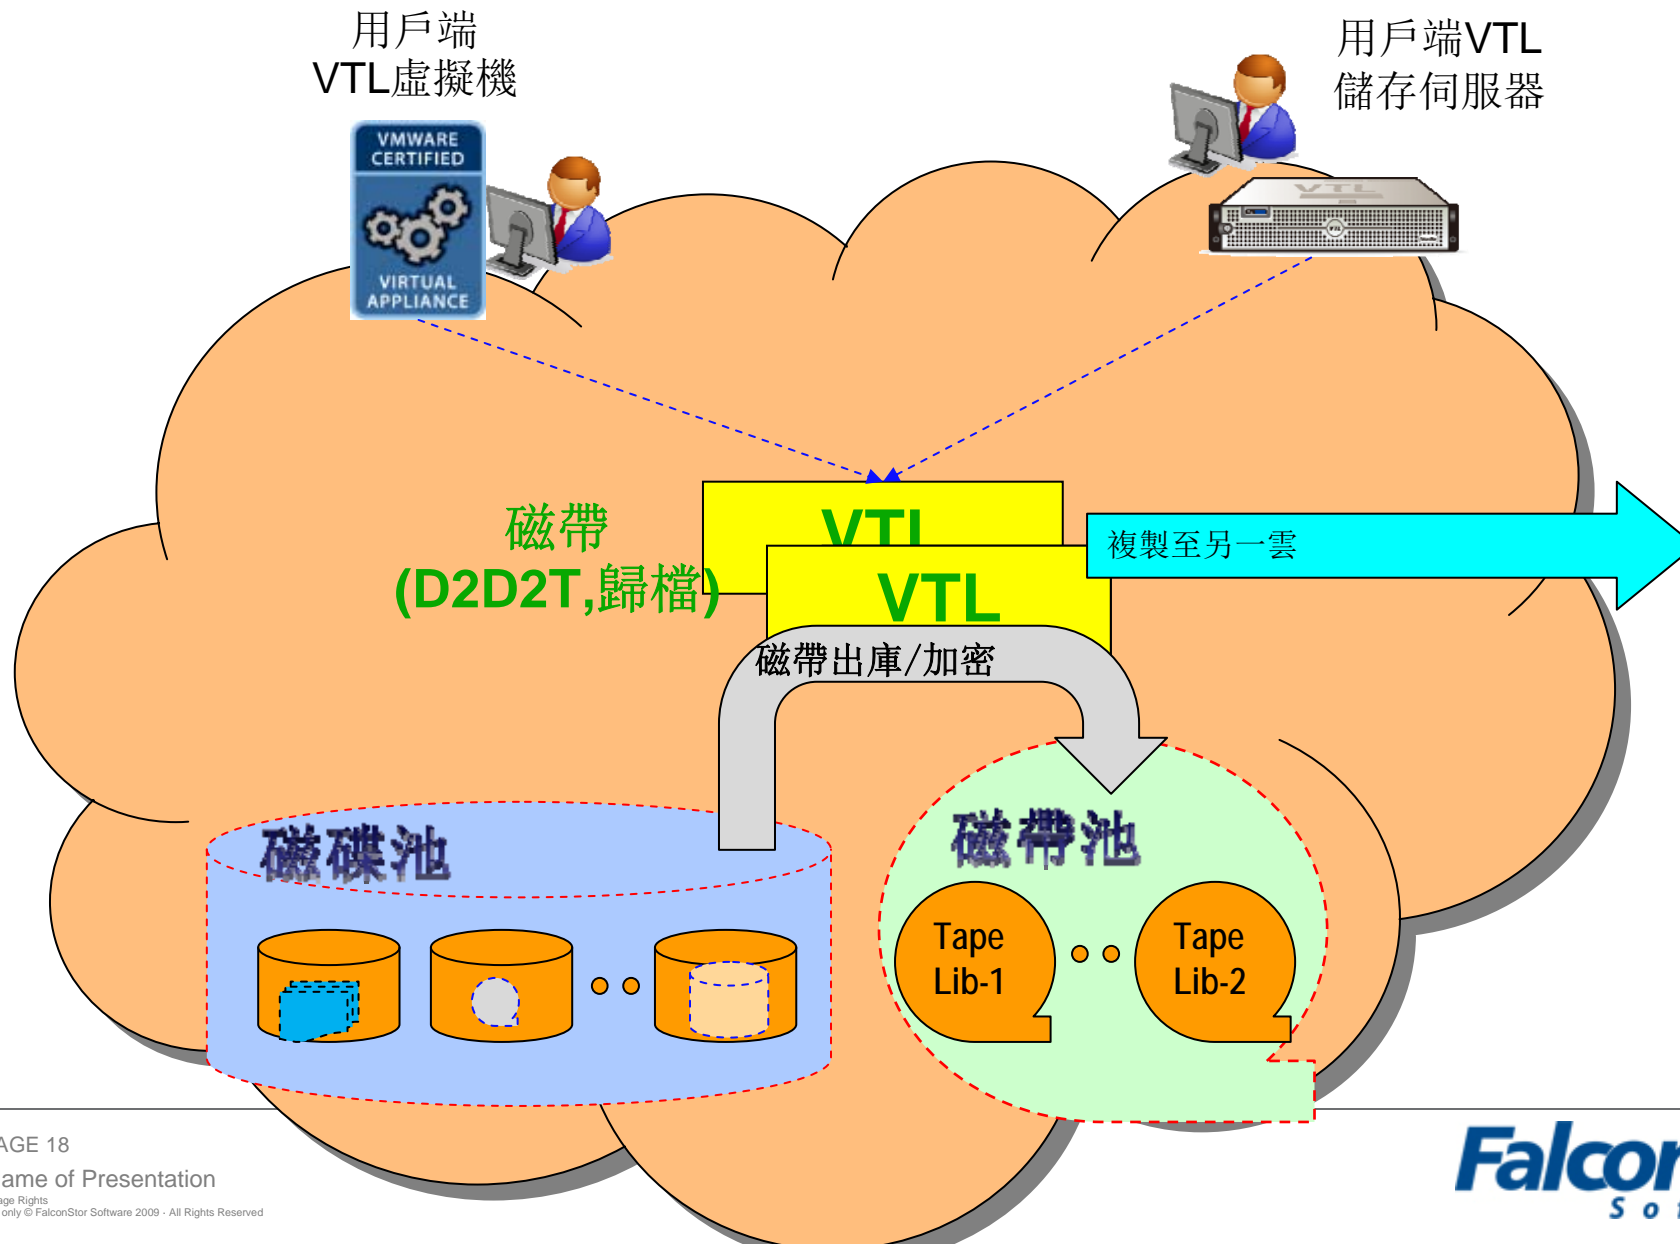 用戶端
VTL虛擬機
用戶端VTL
儲存伺服器
VMWARE
CERTIFIED
VIRTUAL
APPLIANCE
VTL
磁帶
(D2D2T,歸檔)
VTL
VTL
複製至另一雲
磁帶出庫/加密
磁碟池
磁帶池
Tape
Lib-1
Tape
Lib-2
AGE 18
ame of Presentation
age Rights
only © FalconStor Software 2009 - All Rights Reserved
Falcon
So